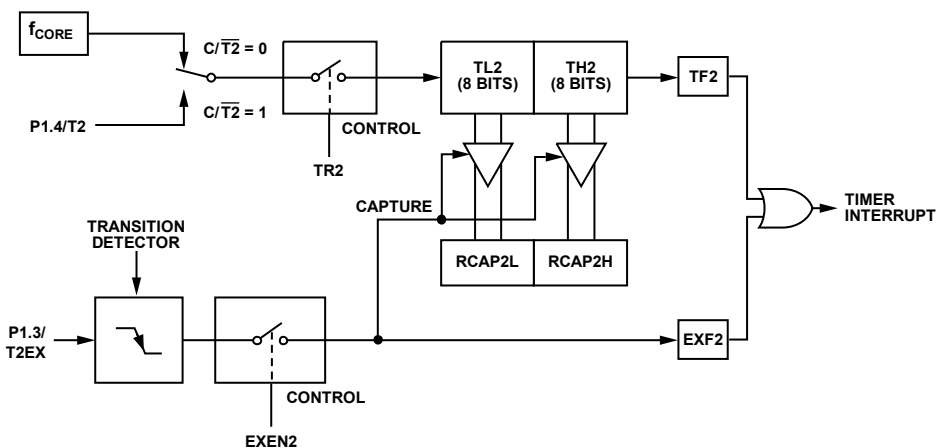 fCORE
C/T2̅ = 0
C/T2̅ = 1
P1.4/T2
CONTROL
TR2
TL2
(8 BITS)
TH2
(8 BITS)
TF2
CAPTURE
TIMER
INTERRUPT
TRANSITION
DETECTOR
RCAP2L
RCAP2H
P1.3/
T2EX
EXF2
CONTROL
EXEN2